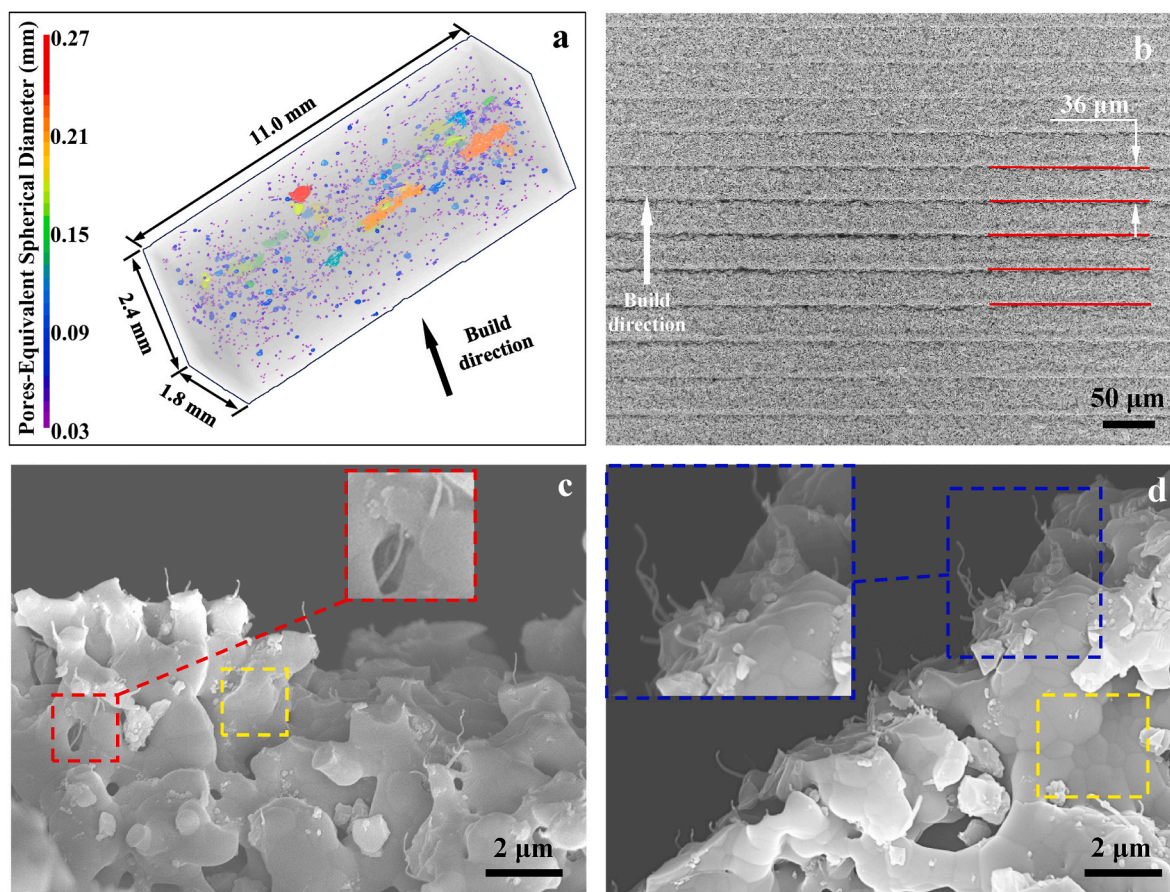 a
Pores-Equivalent Spherical Diameter (mm)
0.27
0.21
0.15
0.09
0.03
11.0 mm
2.4 mm
1.8 mm
Build
direction
b
36 μm
Build
direction
50 μm
c
2 μm
d
2 μm